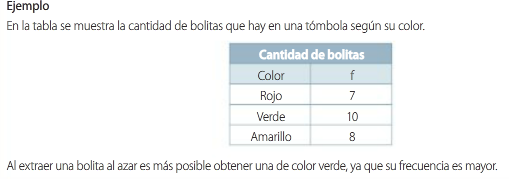 Ejemplo
En la tabla se muestra la cantidad de bolitas que hay en una tómbola según su color.
Cantidad de bolitas
Color f
Rojo 7
Verde 10
Amarillo 8
Al extraer una bolita al azar es más posible obtener una de color verde, ya que su frecuencia es mayor.